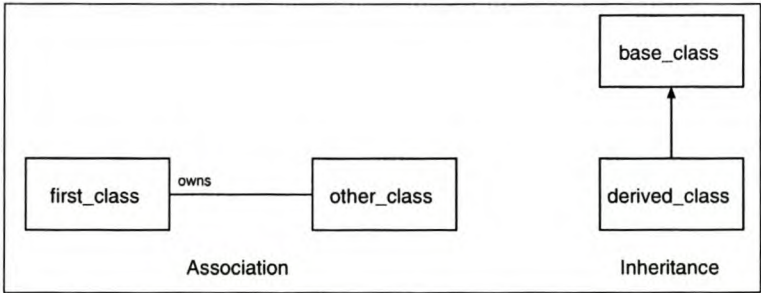 base_class
owns
first_class
other_class
derived_class
Association
Inheritance